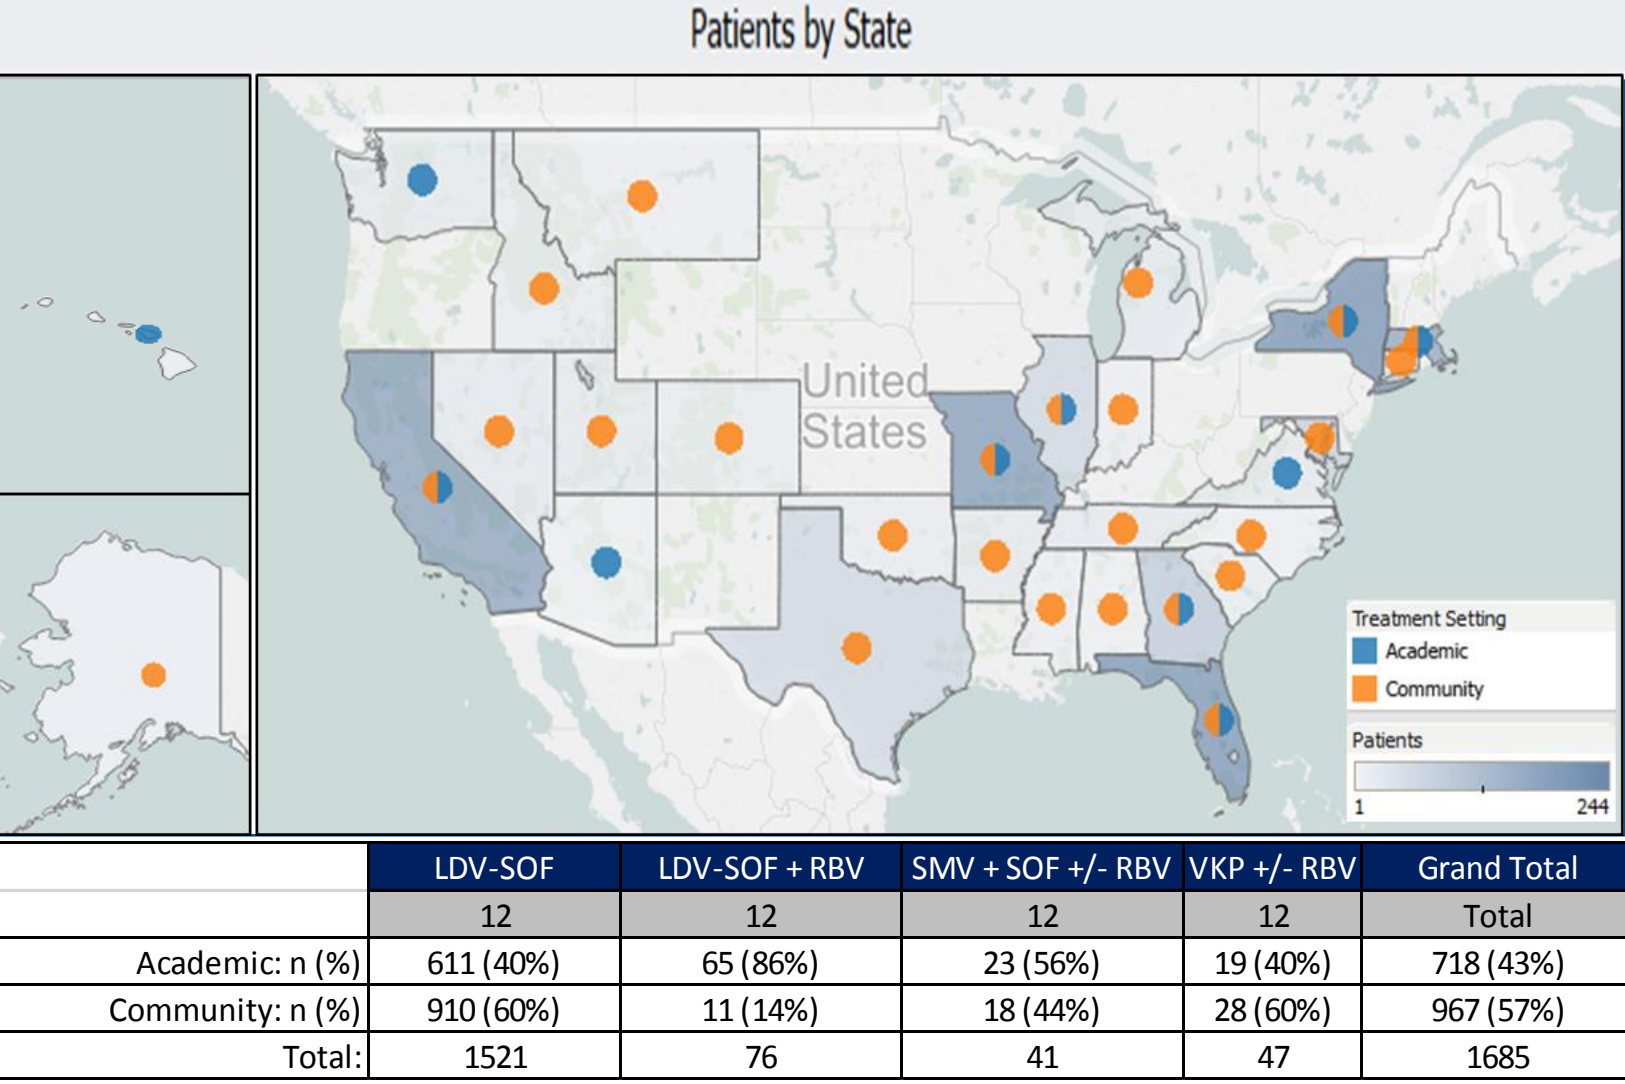 Patients by State
United
States
Treatment Setting
Academic
Community
Patients
1 244
LDV-SOF LDV-SOF + RBV SMV + SOF +/- RBV VKP +/- RBV Grand Total
12 12 12 12 Total
Academic: n (%) 611 (40%) 65 (86%) 23 (56%) 19 (40%) 718 (43%)
Community: n (%) 910 (60%) 11 (14%) 18 (44%) 28 (60%) 967 (57%)
Total: 1521 76 41 47 1685